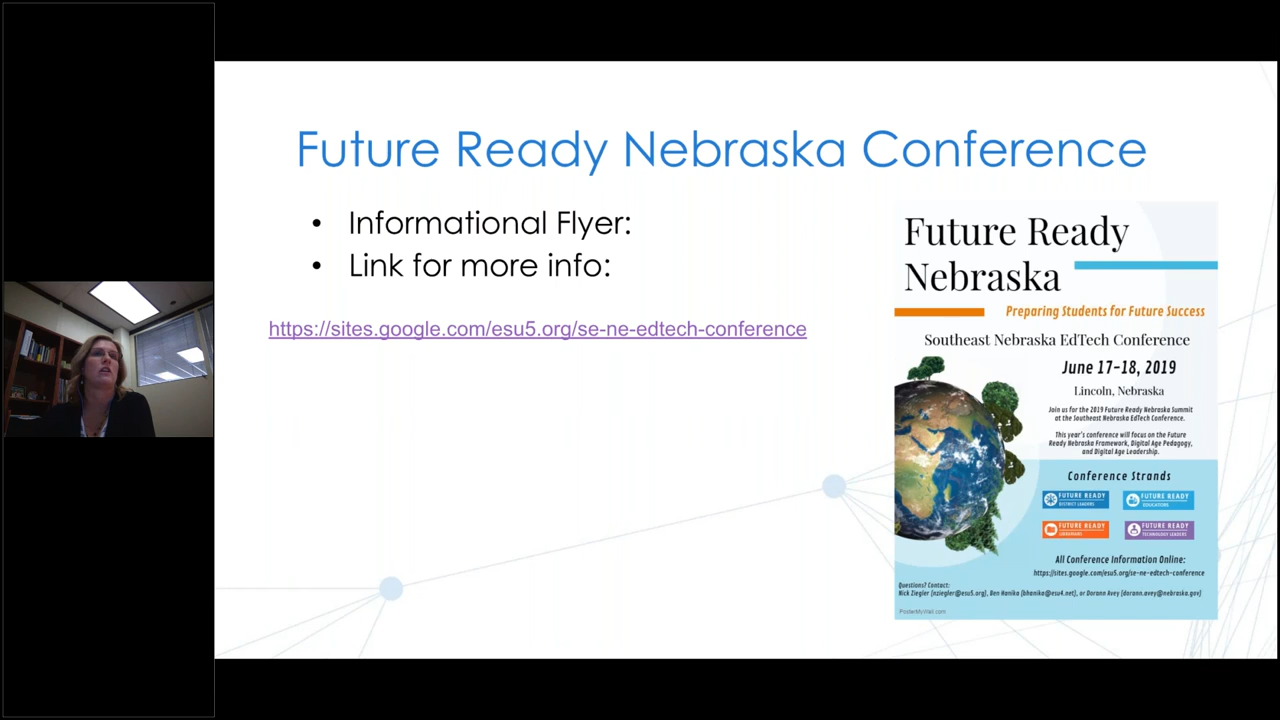 Future Ready Nebraska Conference
• Informational Flyer:
• Link for more info:
https://sites.google.com/esu5.org/se-ne-edtech-conference
Future Ready
Nebraska
Preparing Students for Future Success
Southeast Nebraska EdTech Conference
June 17-18, 2019
Lincoln, Nebraska
Join us for the 2019 Future Ready Nebraska Summit
at the Southeast Nebraska EdTech Conference.
This year's conference will focus on the Future
Ready Nebraska Framework, Digital Age Pedagogy,
and Digital Age Leadership.
Conference Strands
FUTURE READY
DISTRICT LEADERS
FUTURE READY
EDUCATORS
FUTURE READY
LIBRARIANS
FUTURE READY
TECHNOLOGY LEADERS
All Conference Information Online:
https://sites.google.com/esu5.org/se-ne-edtech-conference
Questions? Contact:
Nick Ziegler (nziegler@esu5.org), Ben Hanika (bhanika@esu4.net), or Dorann Avey (dorann.avey@nebraska.gov)
PosterMyWall.com